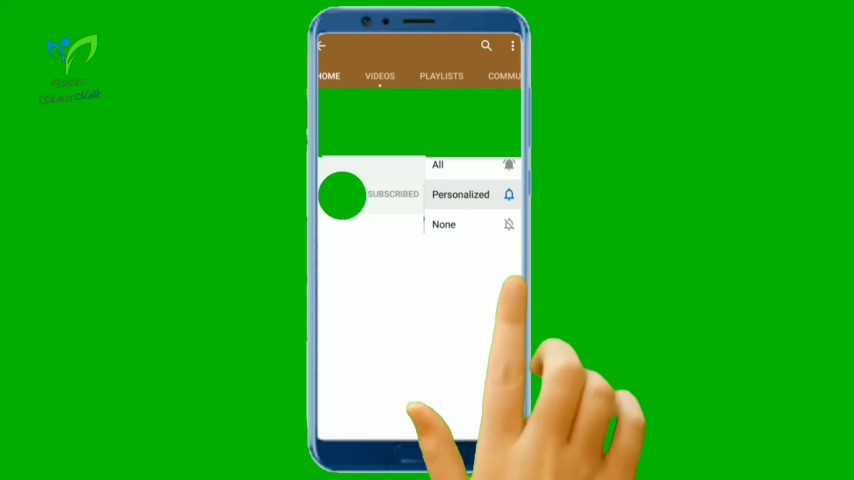 HOME VIDEOS PLAYLISTS COMMU
All
SUBSCRIBED Personalized
None